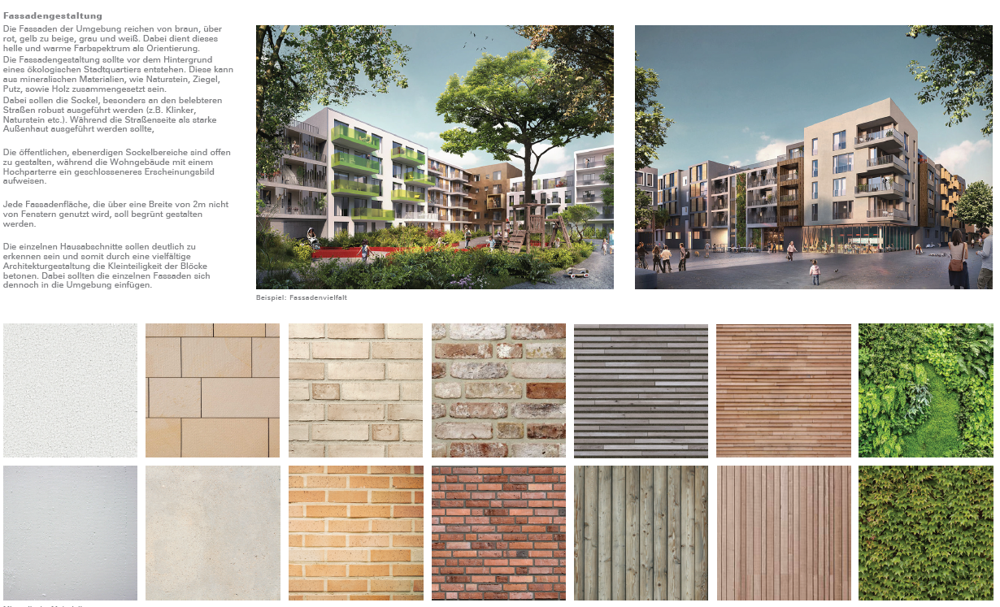 Fassadengestaltung
Die Fassaden der Umgebung reichen von braun, über
rot, gelb zu beige, grau und weiß. Dabei dient dieses
helle und warme Farbspektrum als Orientierung.
Die Fassadengestaltung sollte vor dem Hintergrund
eines ökologischen Stadtquartiers entstehen. Diese kann
aus mineralischen Materialien, wie Naturstein, Ziegel,
Putz, sowie Holz zusammengesetzt sein.
Dabei sollen die Sockel, besonders an den belebteren
Straßen robust ausgeführt werden (z.B. Klinker,
Naturstein etc.). Während die Straßenseite als starke
Außenhaut ausgeführt werden sollte,
Die öffentlichen, ebenerdigen Sockelbereiche sind offen
zu gestalten, während die Wohngebäude mit einem
Hochparterre ein geschlosseneres Erscheinungsbild
aufweisen.
Jede Fassadenfläche, die über eine Breite von 2m nicht
von Fenstern genutzt wird, soll begrünt gestalten
werden.
Die einzelnen Hausabschnitte sollen deutlich zu
erkennen sein und somit durch eine vielfältige
Architekturgestaltung die Kleinteiligkeit der Blöcke
betonen. Dabei sollten die einzelnen Fassaden sich
dennoch in die Umgebung einfügen.
Beispiel: Fassadenvielfalt